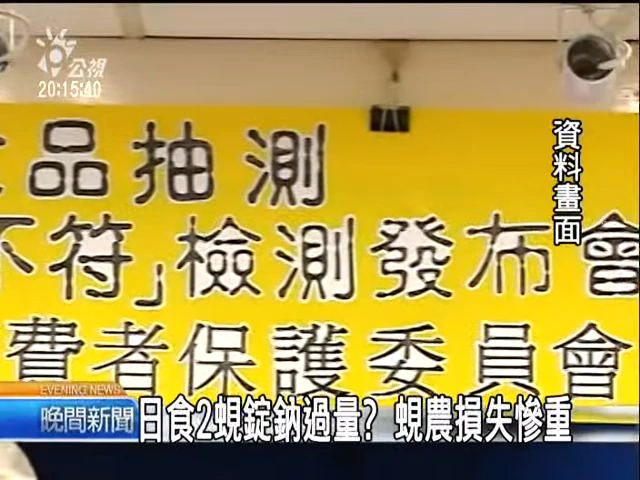 公視
20:15:40
資料畫面
品抽測
不符」檢測發布會
費者保護委員會
EVENING NEWS
晚間新聞
日食2蜆錠鈉過量? 蜆農損失慘重